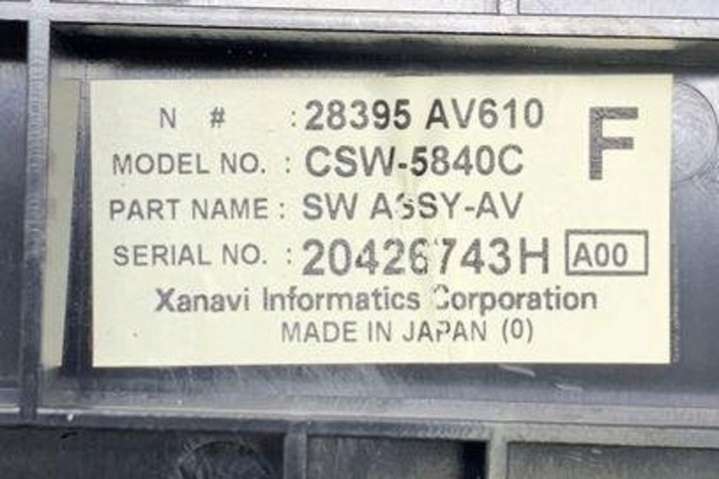 N # : 28395 AV610
F
MODEL NO. : CSW-5840C
PART NAME : SW ASSY-AV
SERIAL NO. : 20426743H A00
Xanavi Informatics Corporation
MADE IN JAPAN (0)